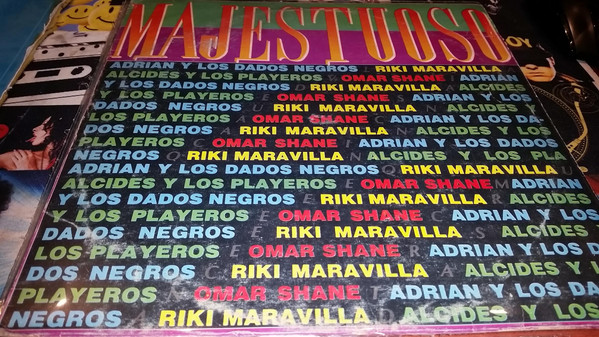 MAJESTUOSO
OY
ADRIAN Y LOS DADOS NEGROS RIKI MARAVILLA
ALCIDES Y LOS PLAYEROS OMAR SHANE ADRIAN
Y LOS DADOS NEGROS RIKI MARAVILLA ALCIDES
Y LOS PLAYEROS OMAR SHANE ADRIAN Y LOS
DADOS NEGROS RIKI MARAVILLA ALCIDES Y
LOS PLAYEROS OMAR SHANE ADRIAN Y LOS DA-
DOS NEGROS RIKI MARAVILLA ALCIDES Y LOS
PLAYEROS OMAR SHANE ADRIAN Y LOS DADOS
NEGROS RIKI MARAVILLA ALCIDES Y LOS PLA
ADRIAN Y LOS DADOS NEGROS RIKI MARAVILLA
ALCIDES Y LOS PLAYEROS OMAR SHANE ADRIAN
Y LOS DADOS NEGROS RIKI MARAVILLA ALCIDES
Y LOS PLAYEROS OMAR SHANE ADRIAN Y LOS
DADOS NEGROS RIKI MARAVILLA ALCIDES Y
LOS PLAYEROS OMAR SHANE ADRIAN Y LOS DA
DOS NEGROS RIKI MARAVILLA ALCIDES Y LOS
PLAYEROS OMAR SHANE ADRIAN Y LOS DADOS
NEGROS RIKI MARAVILLA ALCIDES Y LOS